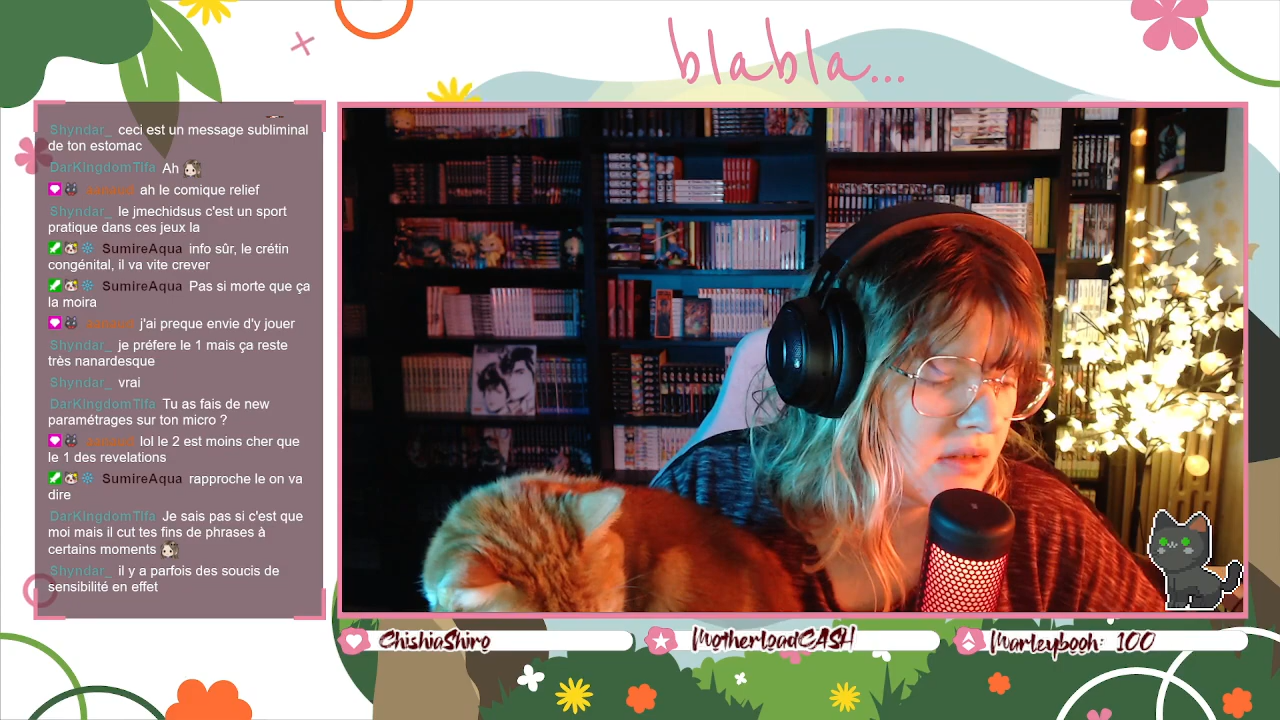 blabla...
Shyndar_ ceci est un message subliminal
de ton estomac
DarKingdomTifa Ah
ah le comique relief
Shyndar_ le jmechidsus c'est un sport
pratique dans ces jeux la
SumireAqua info sûr, le crétin
congénital, il va vite crever
SumireAqua Pas si morte que ça
la moira
j'ai preque envie d'y jouer
Shyndar_ je préfere le 1 mais ça reste
très nanardesque
Shyndar_ vrai
DarKingdomTifa Tu as fais de new
paramétrages sur ton micro ?
lol le 2 est moins cher que
le 1 des revelations
SumireAqua rapproche le on va
dire
DarKingdomTifa Je sais pas si c'est que
moi mais il cut tes fins de phrases à
certains moments
Shyndar_ il y a parfois des soucis de
sensibilité en effet
ChishiaShiro
MotherLoadCASH
Marleybooh: 100